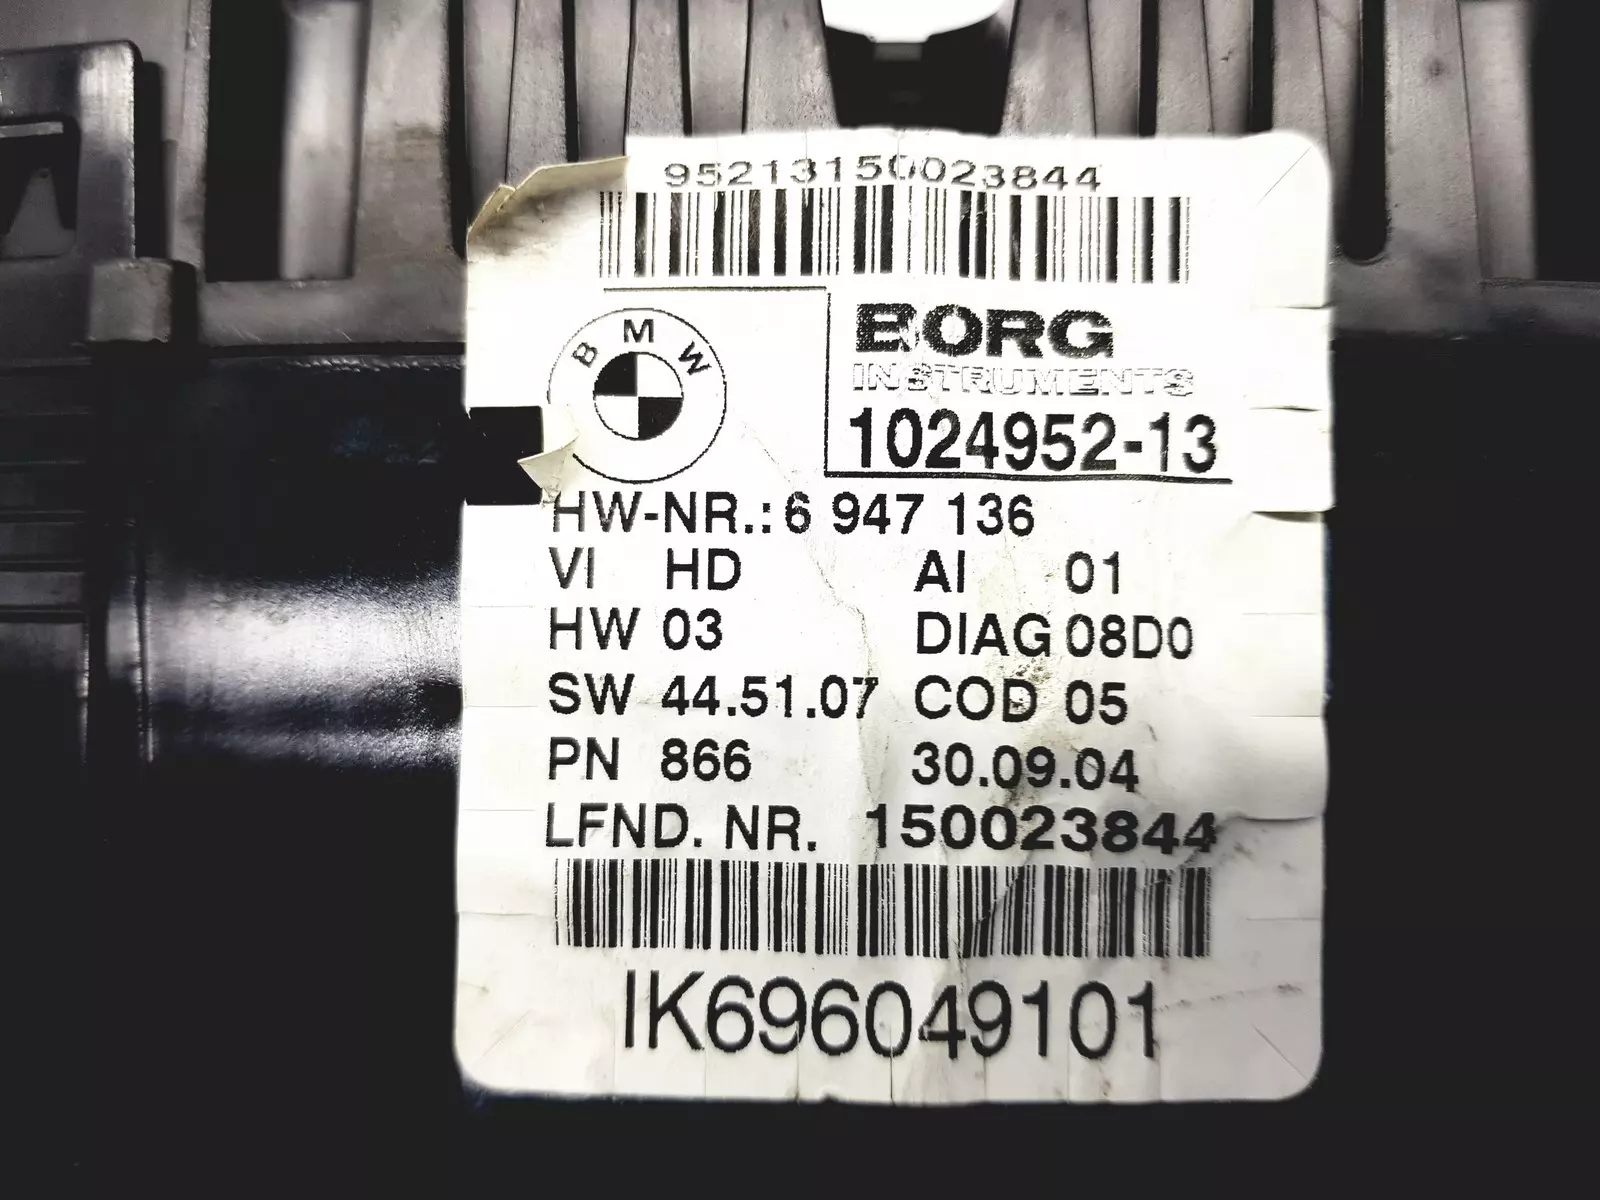 95213150023844
BMW
BORG
INSTRUMENTS
1024952-13
HW-NR.: 6 947 136
VI HD AI 01
HW 03 DIAG 08D0
SW 44.51.07 COD 05
PN 866 30.09.04
LFND. NR. 150023844
IK696049101